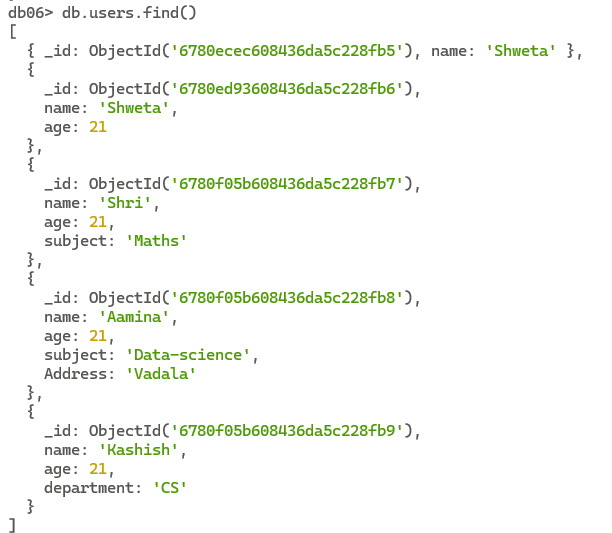 db06> db.users.find()
[
  { _id: ObjectId('6780ecec608436da5c228fb5'), name: 'Shweta' },
  {
    _id: ObjectId('6780ed93608436da5c228fb6'),
    name: 'Shweta',
    age: 21
  },
  {
    _id: ObjectId('6780f05b608436da5c228fb7'),
    name: 'Shri',
    age: 21,
    subject: 'Maths'
  },
  {
    _id: ObjectId('6780f05b608436da5c228fb8'),
    name: 'Aamina',
    age: 21,
    subject: 'Data-science',
    Address: 'Vadala'
  },
  {
    _id: ObjectId('6780f05b608436da5c228fb9'),
    name: 'Kashish',
    age: 21,
    department: 'CS'
  }
]